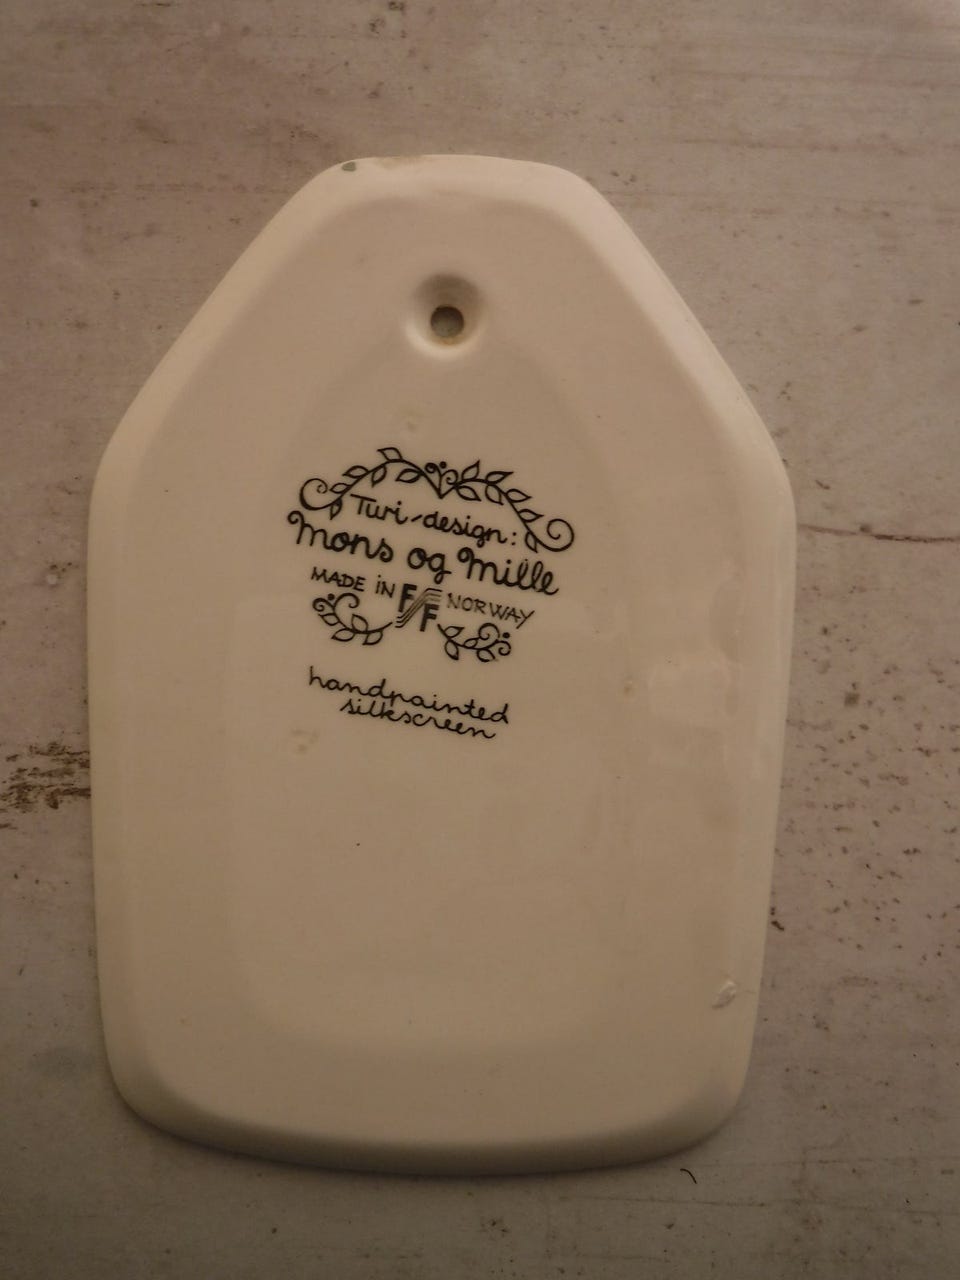 Turi-design:
Mons og Mille
MADE iN FF NORWAY
handpainted
silkscreen